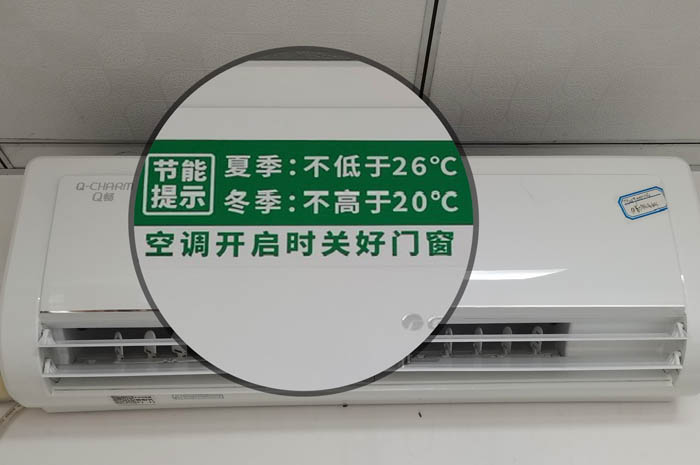 节能提示
夏季：不低于26℃
冬季：不高于20℃
空调开启时关好门窗
Q-CHARM
Q畅